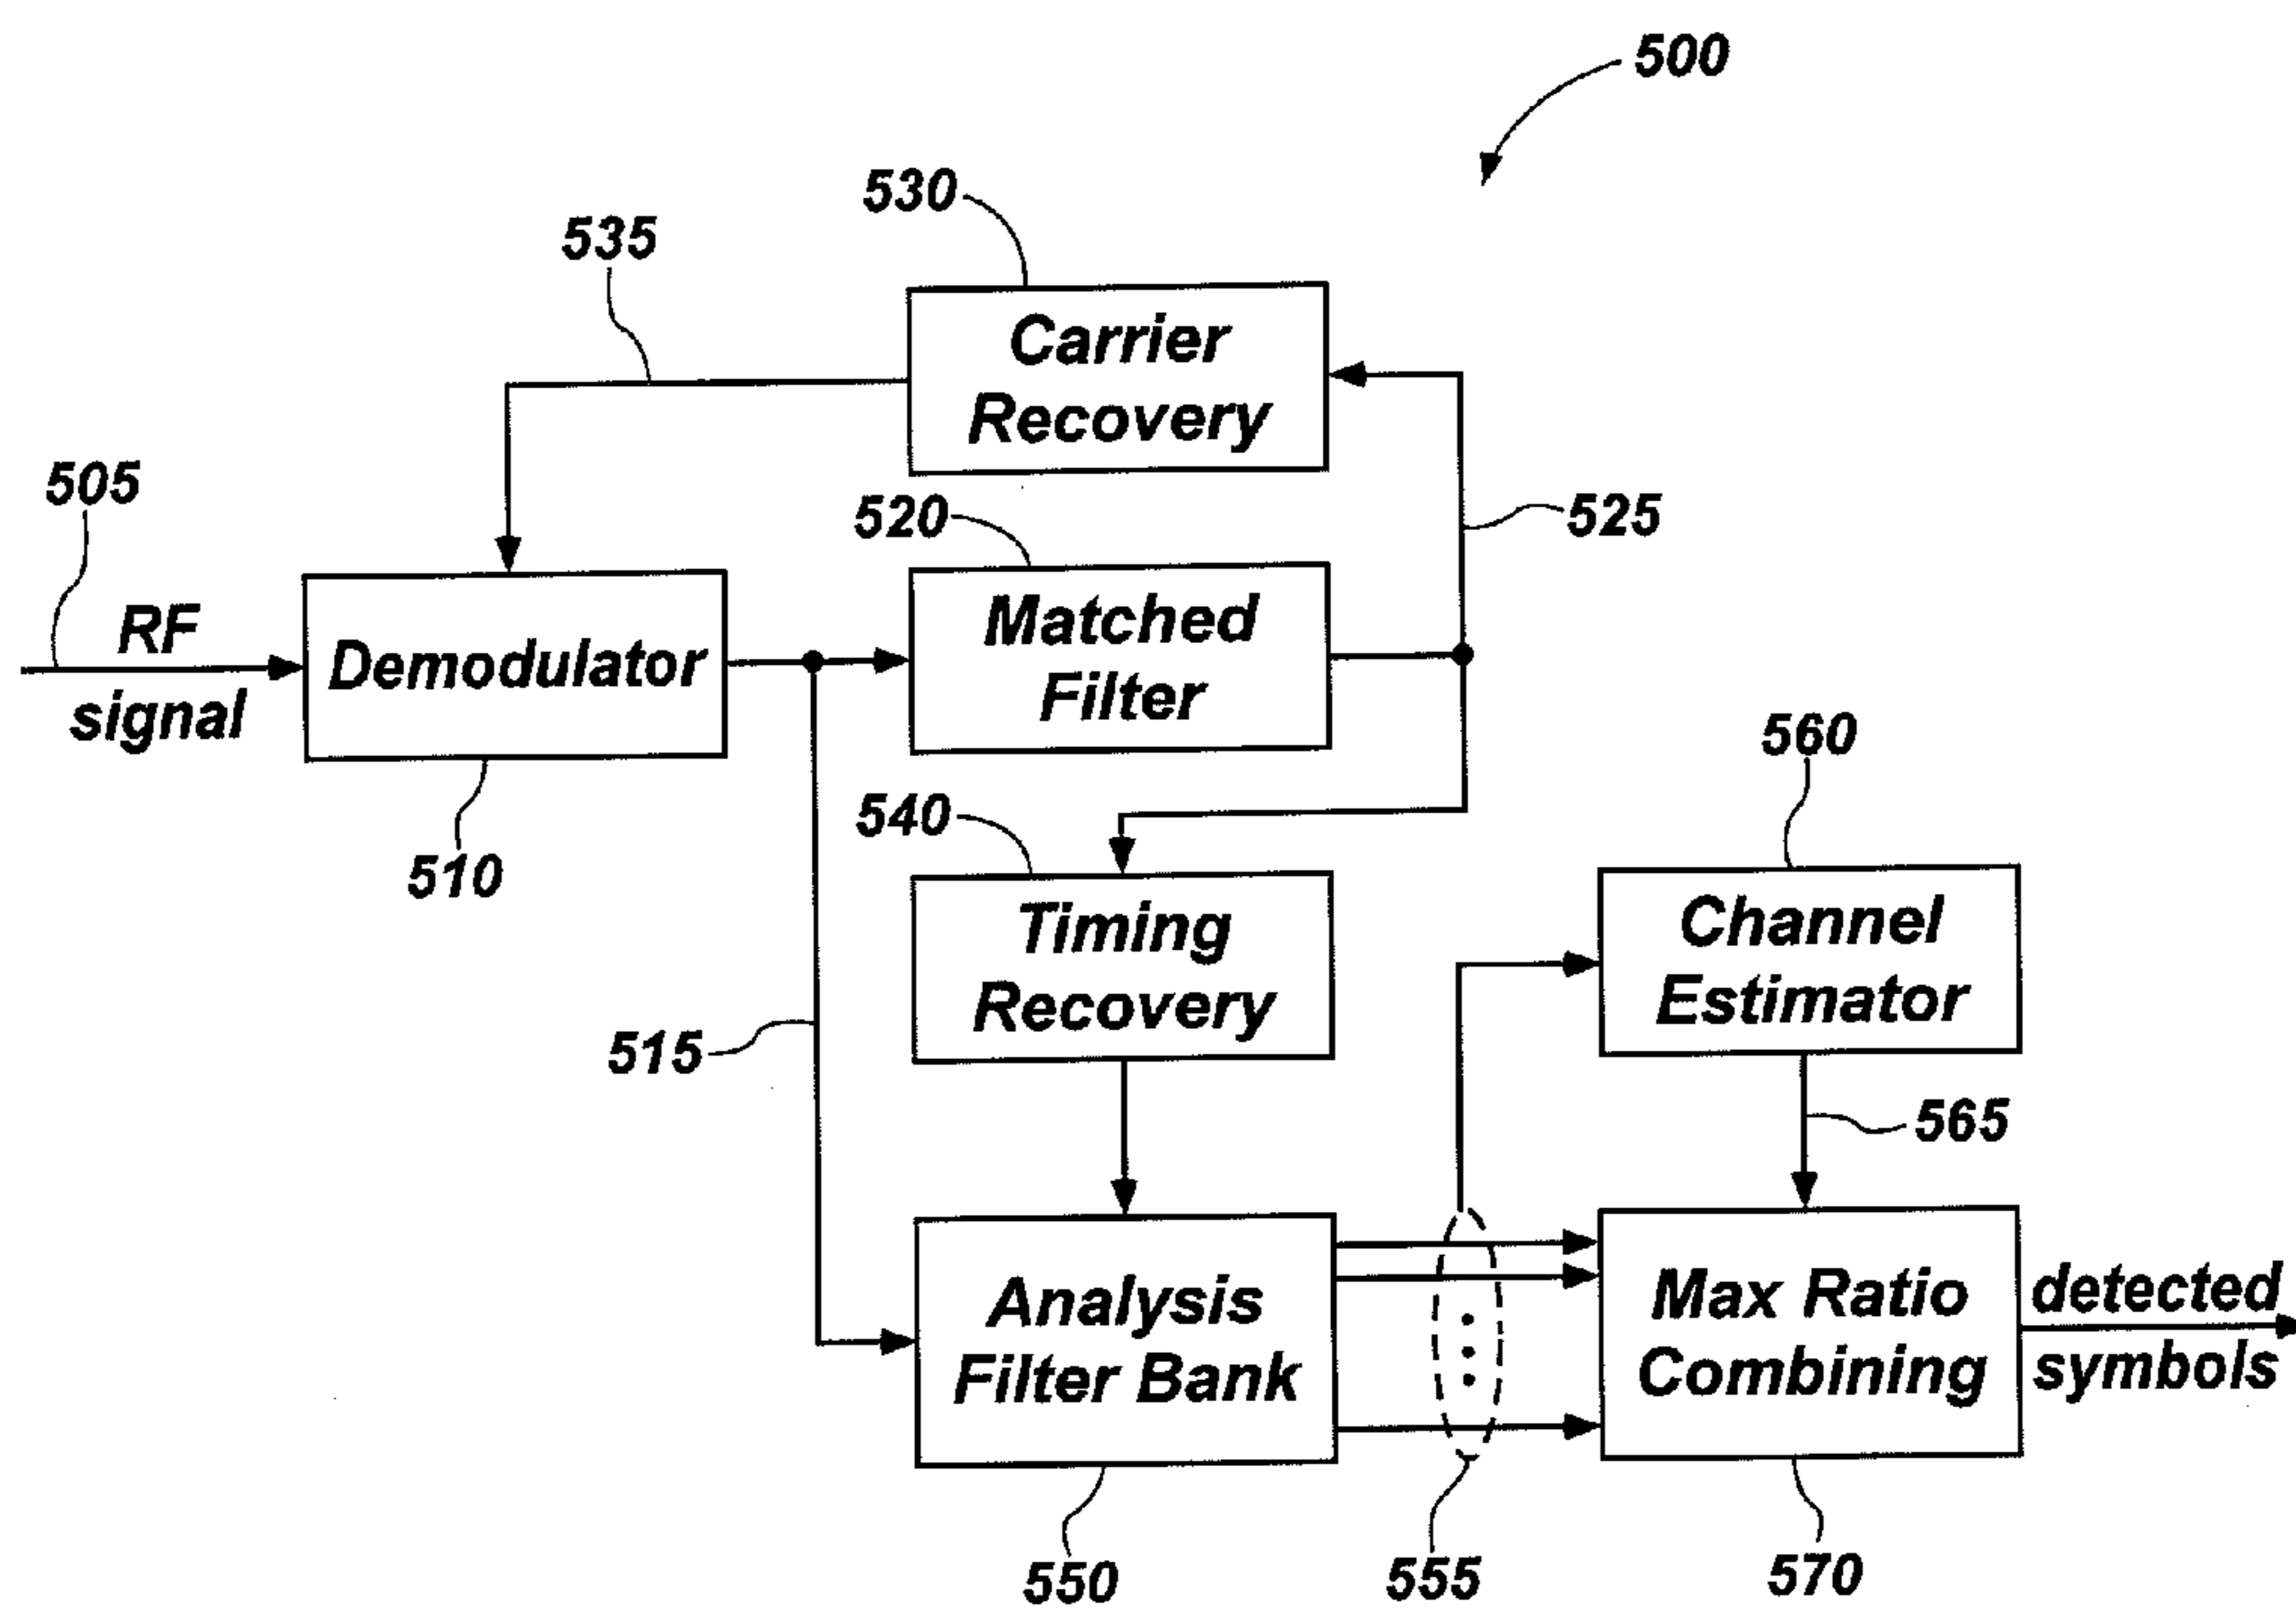 500
530
535
Carrier
Recovery
505
520
525
RF
signal
Demodulator
Matched
Filter
510
540
560
Timing
Recovery
Channel
Estimator
515
565
Analysis
Filter Bank
Max Ratio
Combining
detected
symbols
550
555
570